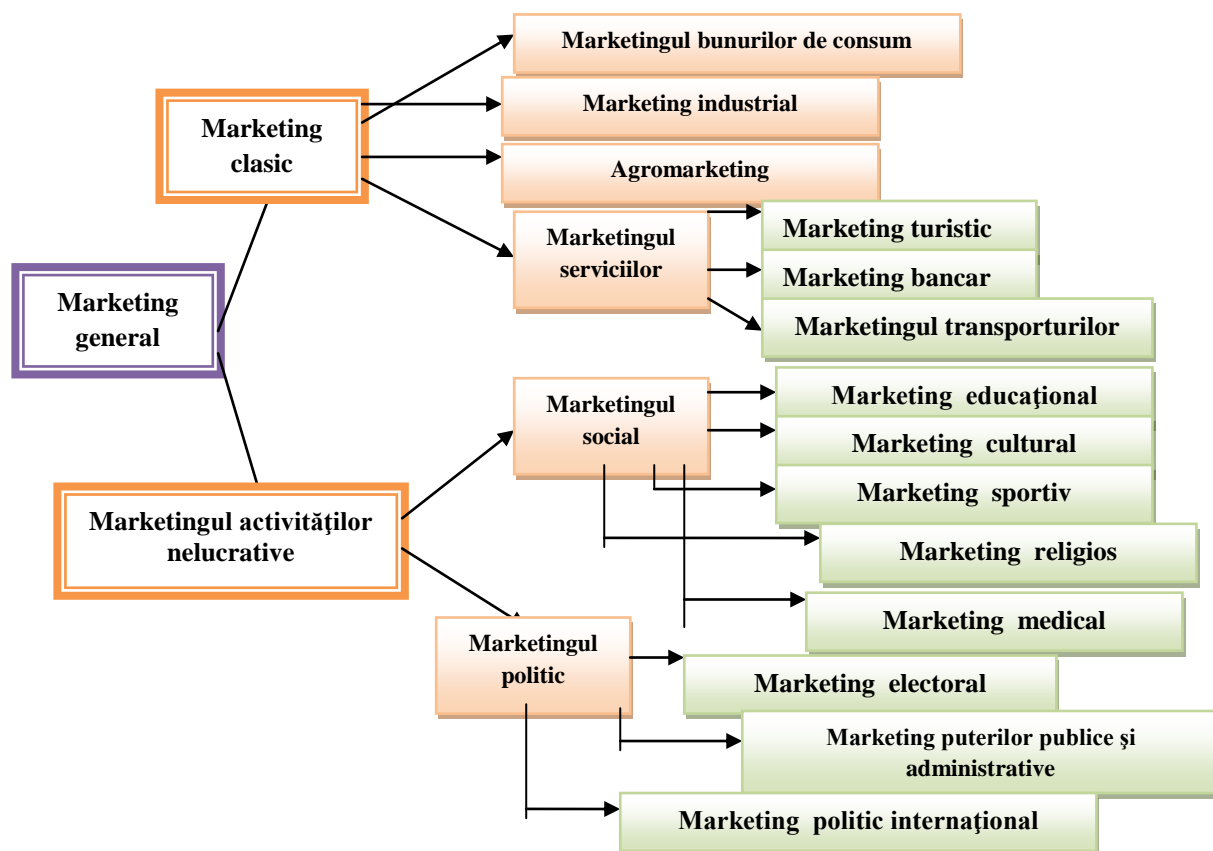 Marketingul bunurilor de consum
Marketing industrial
Marketing
clasic
Agromarketing
Marketingul
serviciilor
Marketing turistic
Marketing bancar
Marketingul transporturilor
Marketing
general
Marketingul
social
Marketing educaţional
Marketing cultural
Marketing sportiv
Marketing religios
Marketing medical
Marketingul activităţilor
nelucrative
Marketingul
politic
Marketing electoral
Marketing puterilor publice şi
administrative
Marketing politic internaţional